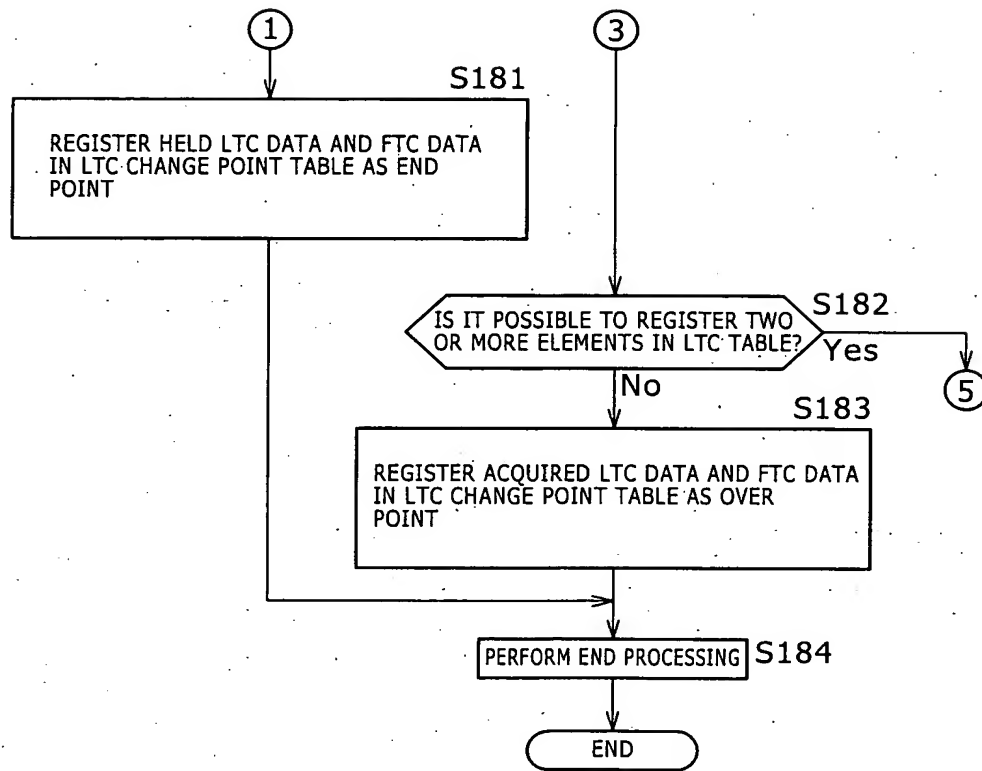 1
3
S181
REGISTER HELD LTC DATA AND FTC DATA
IN LTC CHANGE POINT TABLE AS END
POINT
S182
IS IT POSSIBLE TO REGISTER TWO
OR MORE ELEMENTS IN LTC TABLE?
Yes
5
No
S183
REGISTER ACQUIRED LTC DATA AND FTC DATA
IN LTC CHANGE POINT TABLE AS OVER
POINT
PERFORM END PROCESSING
S184
END